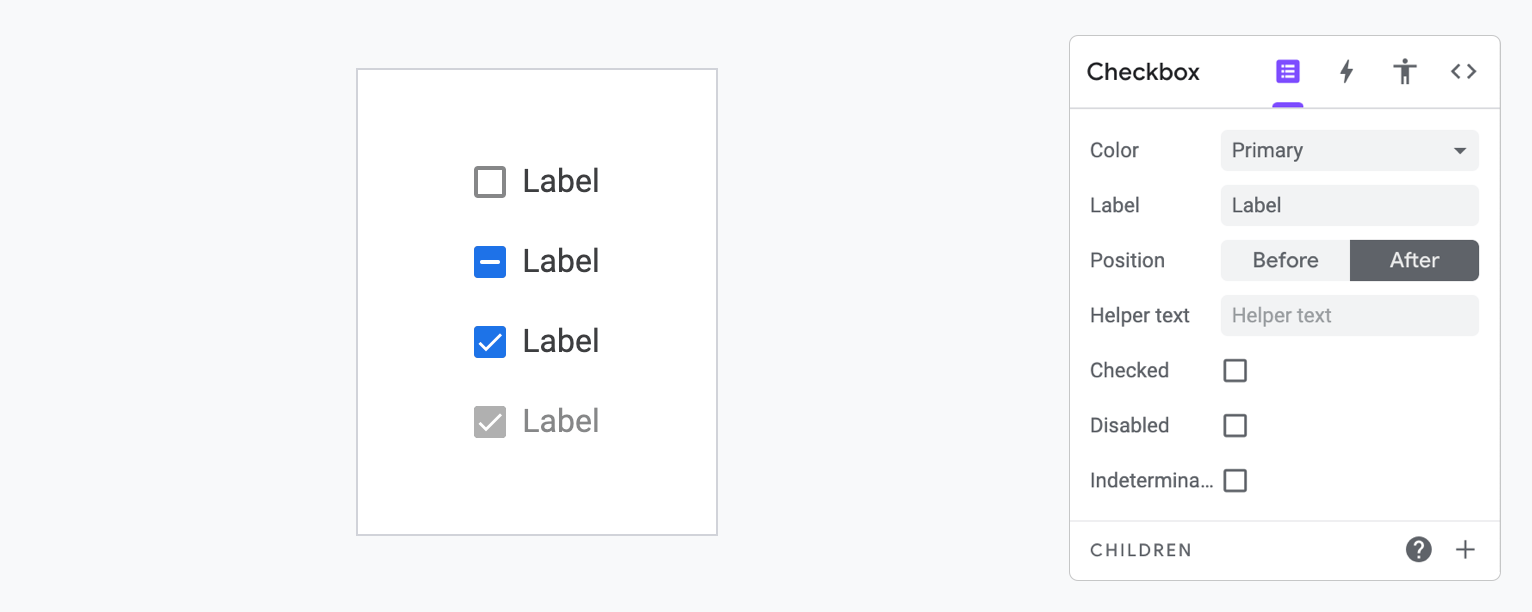 Label
Label
Label
Label
Checkbox
Color Primary
Label Label
Position Before After
Helper text Helper text
Checked
Disabled
Indetermina...
CHILDREN ?